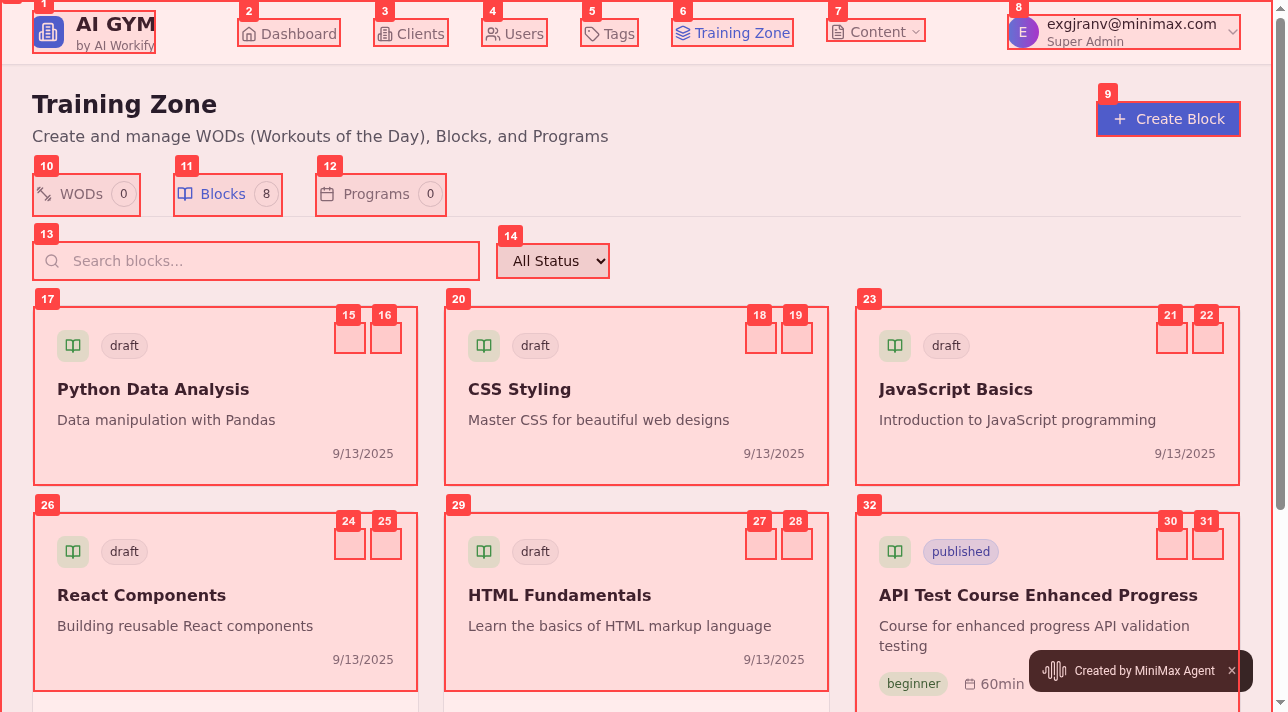 1
AI GYM
by AI Workify
2
Dashboard
3
Clients
4
Users
5
Tags
6
Training Zone
7
Content
8
E
exgjranv@minimax.com
Super Admin
Training Zone
Create and manage WODs (Workouts of the Day), Blocks, and Programs
9
Create Block
10
WODs 0
11
Blocks 8
12
Programs 0
13
Search blocks...
14
All Status
17
15
16
draft
Python Data Analysis
Data manipulation with Pandas
9/13/2025
20
18
19
draft
CSS Styling
Master CSS for beautiful web designs
9/13/2025
23
21
22
draft
JavaScript Basics
Introduction to JavaScript programming
9/13/2025
26
24
25
draft
React Components
Building reusable React components
9/13/2025
29
27
28
draft
HTML Fundamentals
Learn the basics of HTML markup language
9/13/2025
32
30
31
published
API Test Course Enhanced Progress
Course for enhanced progress API validation
testing
beginner
60min
Created by MiniMax Agent ×